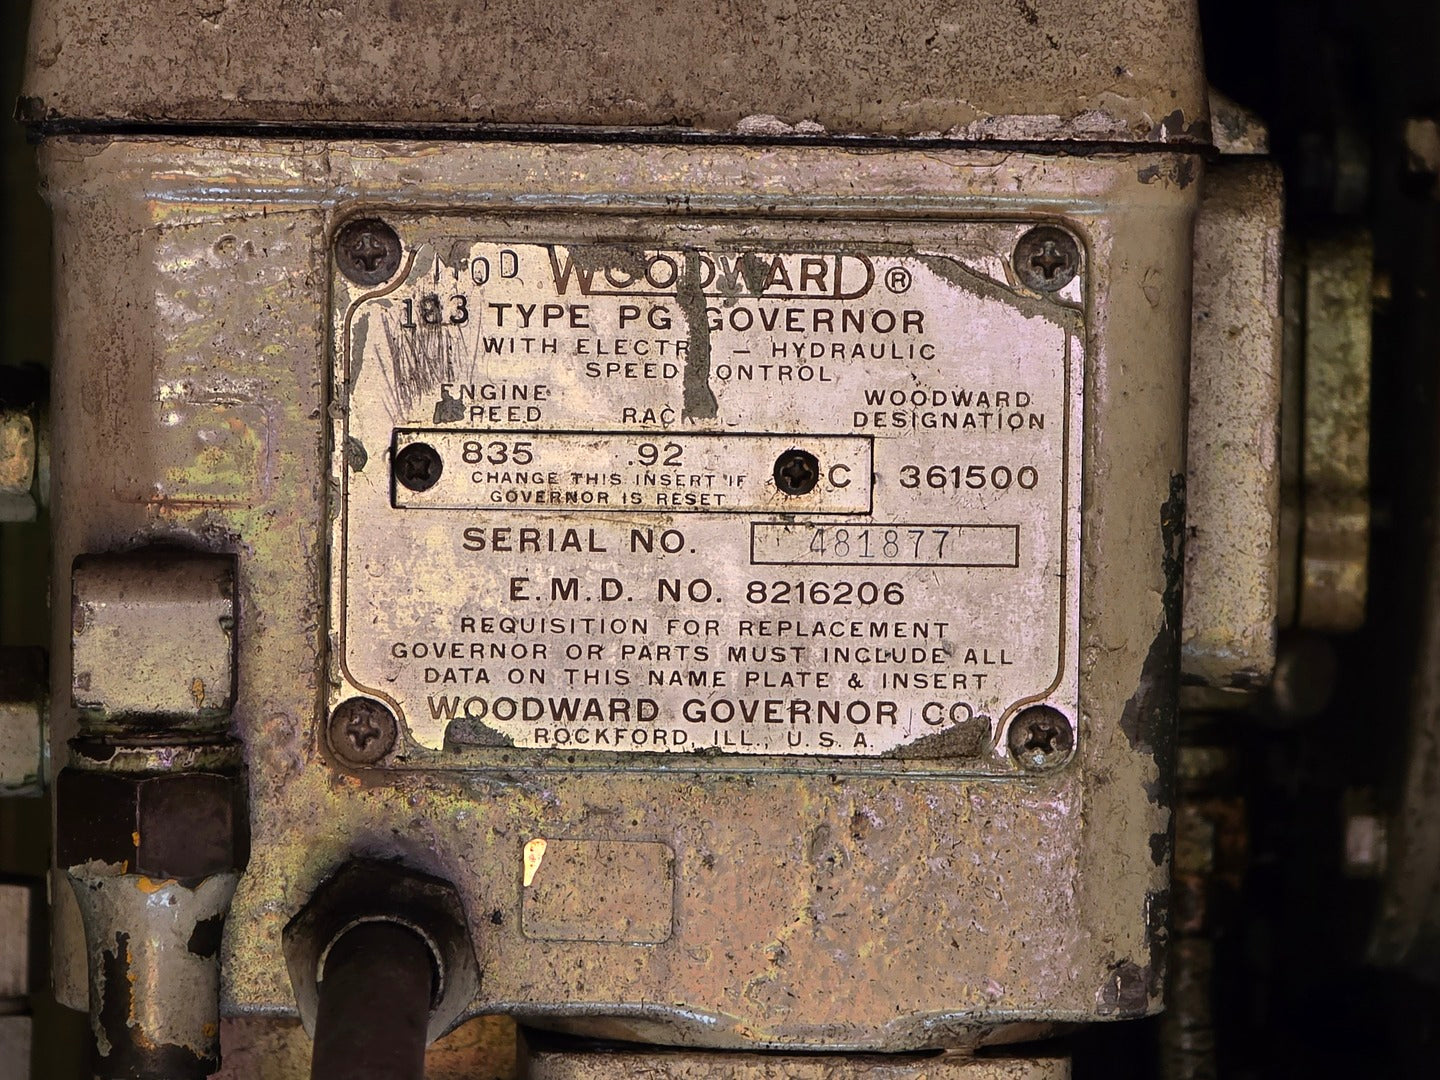 MOD WOODWARD®
183 TYPE PG GOVERNOR
WITH ELECTR – HYDRAULIC
SPEED ONTROL
ENGINE WOODWARD
SPEED RAC DESIGNATION
835 .92
C 361500
CHANGE THIS INSERT IF
GOVERNOR IS RESET
SERIAL NO. 481877
E.M.D. NO. 8216206
REQUISITION FOR REPLACEMENT
GOVERNOR OR PARTS MUST INCLUDE ALL
DATA ON THIS NAME PLATE & INSERT
WOODWARD GOVERNOR CO.
ROCKFORD, ILL., U.S.A.